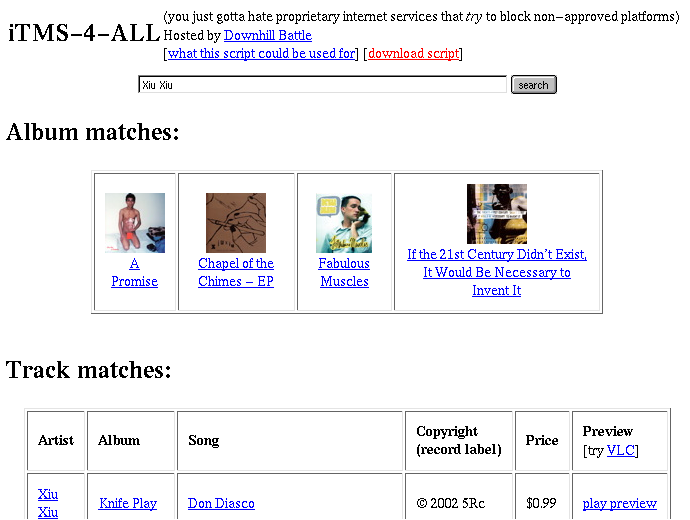 iTMS-4-ALL
(you just gotta hate proprietary internet services that try to block non-approved platforms)
Hosted by Downhill Battle
[what this script could be used for] [download script]
Xiu Xiu
search
Album matches:
A
Promise
Chapel of the
Chimes - EP
Fabulous
Muscles
If the 21st Century Didn't Exist,
It Would Be Necessary to
Invent It
Track matches:
Artist
Album
Song
Copyright
(record label)
Price
Preview
[try VLC]
Xiu
Xiu
Knife Play
Don Diasco
© 2002 5Rc
$0.99
play preview